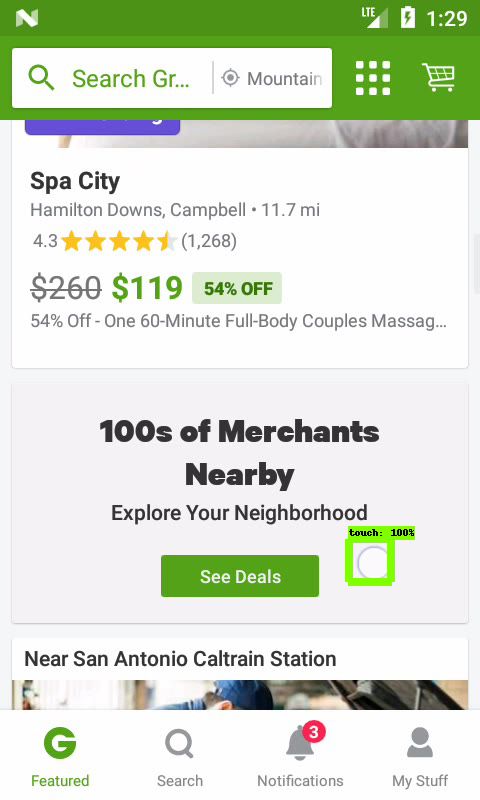 LTE 1:29
Search Gr... Mountain
Spa City
Hamilton Downs, Campbell • 11.7 mi
4.3 (1,268)
$260 $119 54% OFF
54% Off - One 60-Minute Full-Body Couples Massag...
100s of Merchants
Nearby
Explore Your Neighborhood
touch: 100%
See Deals
Near San Antonio Caltrain Station
3
Featured Search Notifications My Stuff